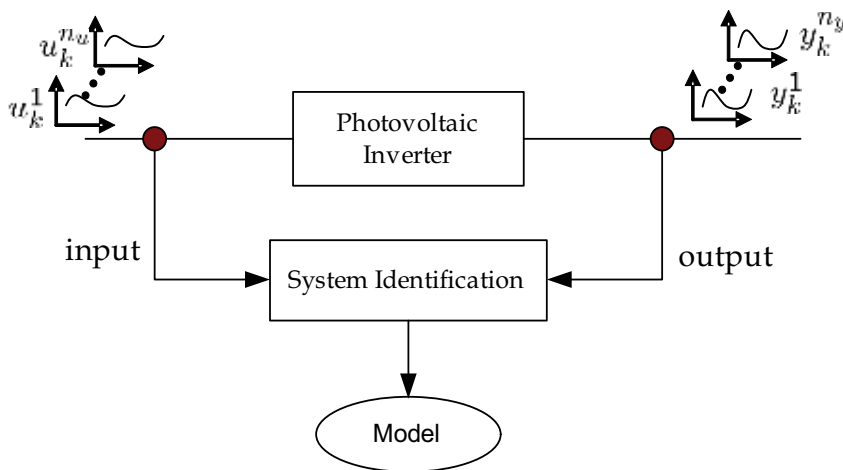 u_k^{n_u}
u_k^1
y_k^{n_y}
y_k^1
Photovoltaic
Inverter
input
System Identification
output
Model